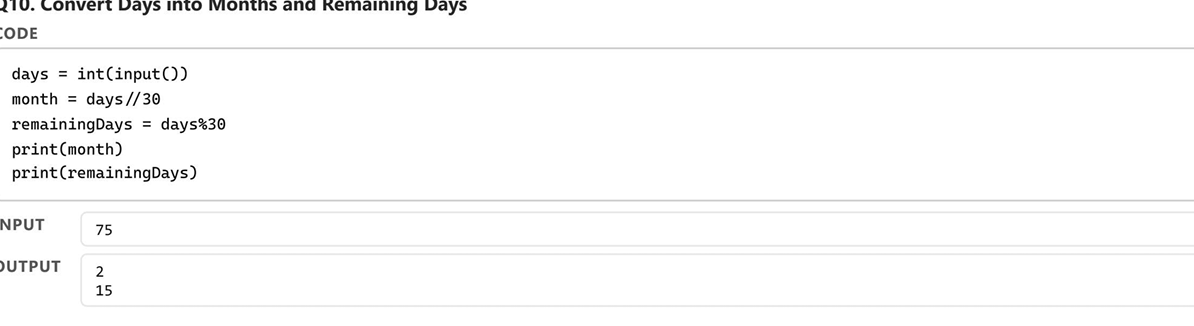 Q10. Convert Days into Months and Remaining Days
CODE
days = int(input())
month = days//30
remainingDays = days%30
print(month)
print(remainingDays)
INPUT
75
OUTPUT
2
15